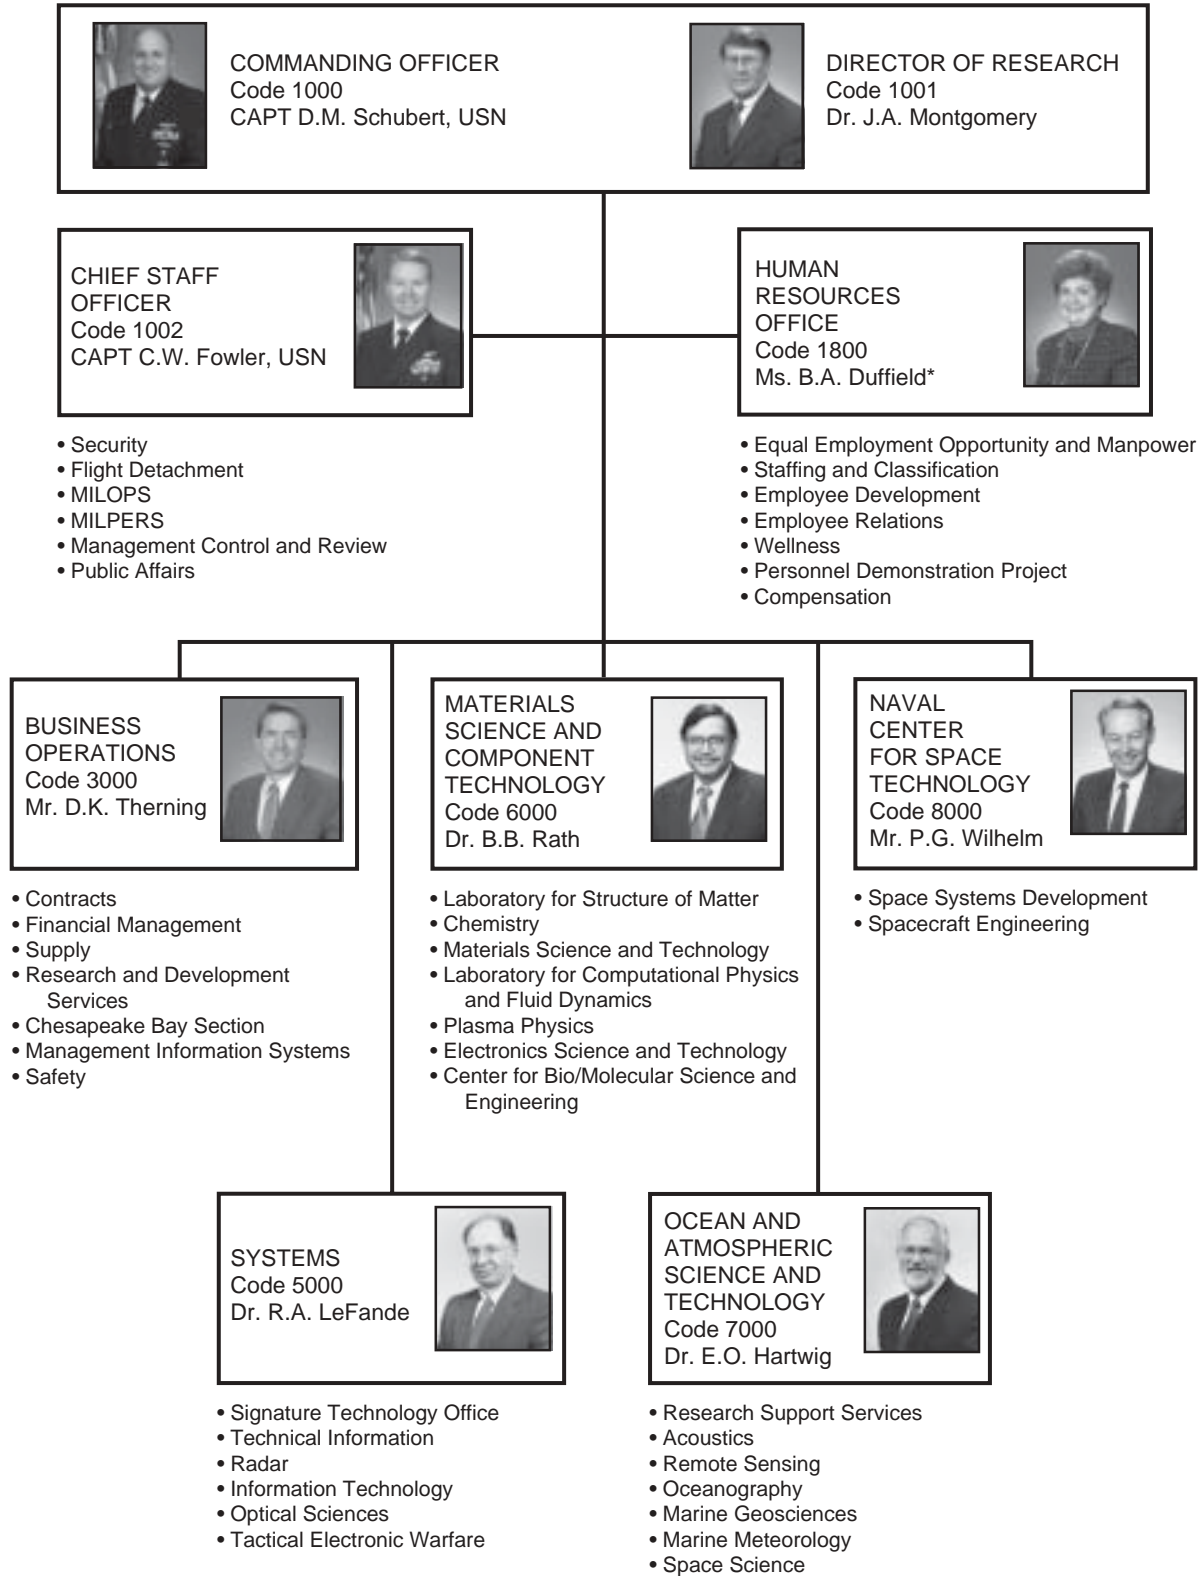 COMMANDING OFFICER
Code 1000
CAPT D.M. Schubert, USN
DIRECTOR OF RESEARCH
Code 1001
Dr. J.A. Montgomery
CHIEF STAFF
OFFICER
Code 1002
CAPT C.W. Fowler, USN
• Security
• Flight Detachment
• MILOPS
• MILPERS
• Management Control and Review
• Public Affairs
HUMAN
RESOURCES
OFFICE
Code 1800
Ms. B.A. Duffield*
• Equal Employment Opportunity and Manpower
• Staffing and Classification
• Employee Development
• Employee Relations
• Wellness
• Personnel Demonstration Project
• Compensation
BUSINESS
OPERATIONS
Code 3000
Mr. D.K. Therning
• Contracts
• Financial Management
• Supply
• Research and Development
Services
• Chesapeake Bay Section
• Management Information Systems
• Safety
MATERIALS
SCIENCE AND
COMPONENT
TECHNOLOGY
Code 6000
Dr. B.B. Rath
• Laboratory for Structure of Matter
• Chemistry
• Materials Science and Technology
• Laboratory for Computational Physics
and Fluid Dynamics
• Plasma Physics
• Electronics Science and Technology
• Center for Bio/Molecular Science and
Engineering
NAVAL
CENTER
FOR SPACE
TECHNOLOGY
Code 8000
Mr. P.G. Wilhelm
• Space Systems Development
• Spacecraft Engineering
SYSTEMS
Code 5000
Dr. R.A. LeFande
• Signature Technology Office
• Technical Information
• Radar
• Information Technology
• Optical Sciences
• Tactical Electronic Warfare
OCEAN AND
ATMOSPHERIC
SCIENCE AND
TECHNOLOGY
Code 7000
Dr. E.O. Hartwig
• Research Support Services
• Acoustics
• Remote Sensing
• Oceanography
• Marine Geosciences
• Marine Meteorology
• Space Science